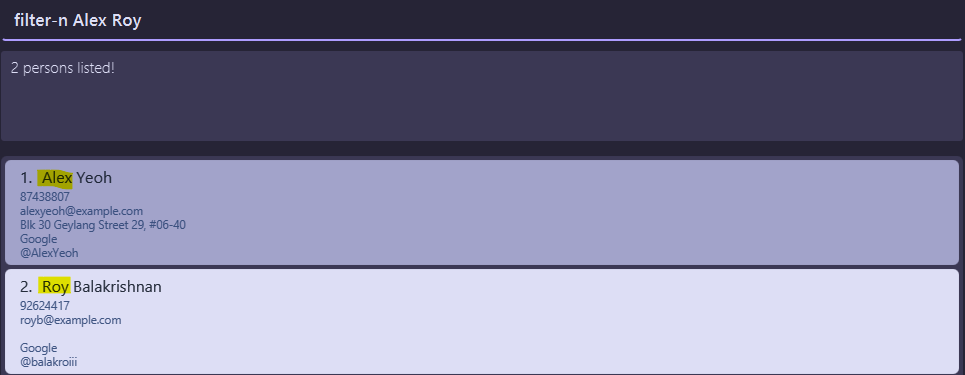 filter-n Alex Roy
2 persons listed!
1. Alex Yeoh
87438807
alexyeoh@example.com
Blk 30 Geylang Street 29, #06-40
Google
@AlexYeoh
2. Roy Balakrishnan
92624417
royb@example.com
Google
@balakroiii